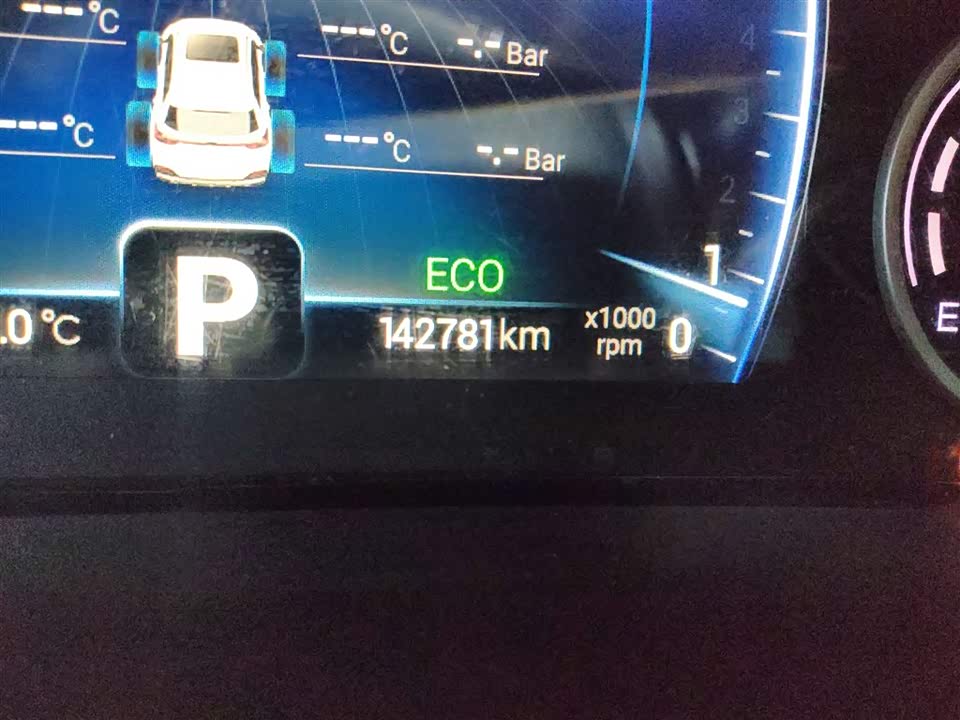 ---°C
---°C -.- Bar
---°C
---°C -.- Bar
4
3
2
1
ECO
P
.0 °C
142781km
x1000
rpm
0
E